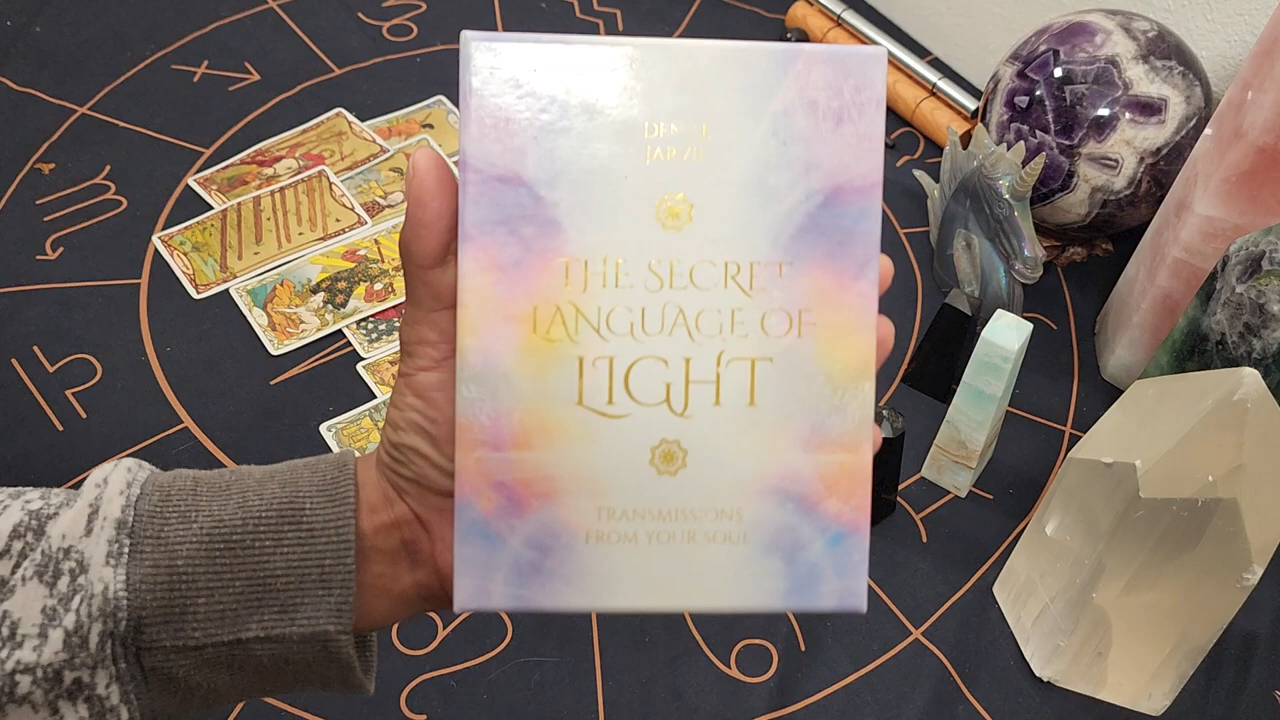 THE SECRET
LANGUAGE OF
LIGHT
TRANSMISSIONS
FROM YOUR SOUL